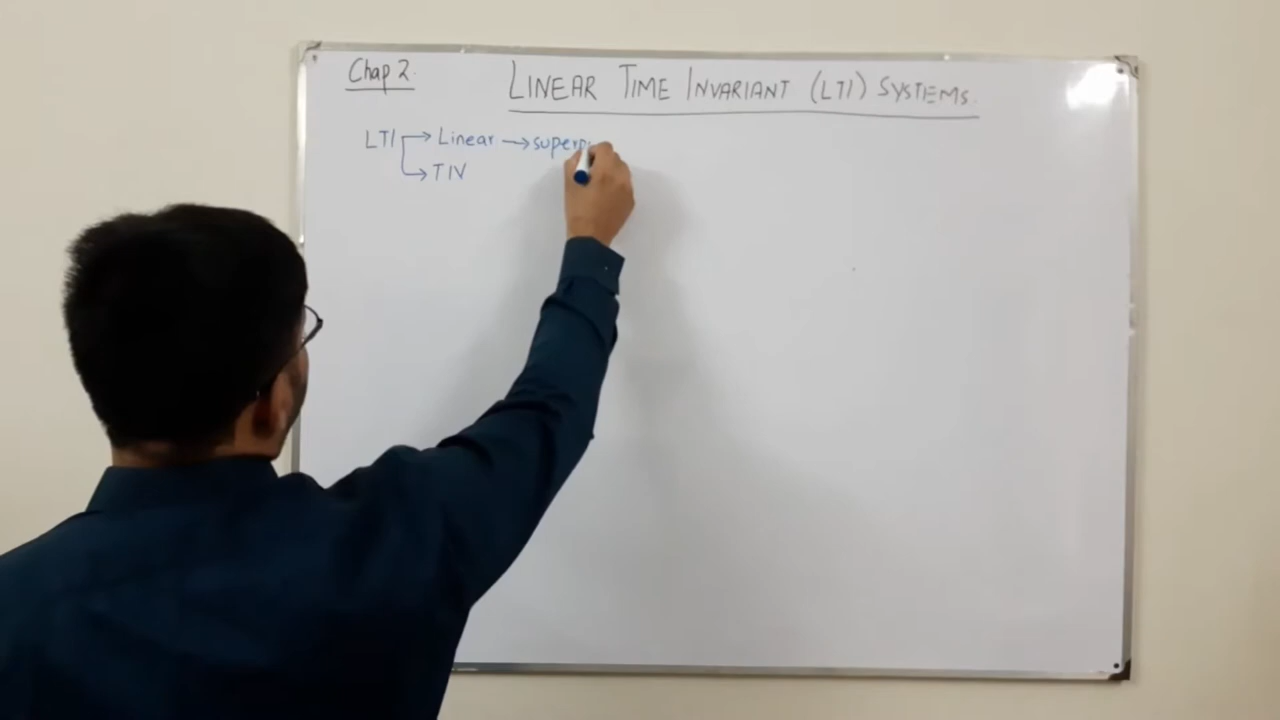 Chap 2.
LINEAR TIME INVARIANT (LTI) SYSTEMS.
LTI → Linear → superp
→ TIV